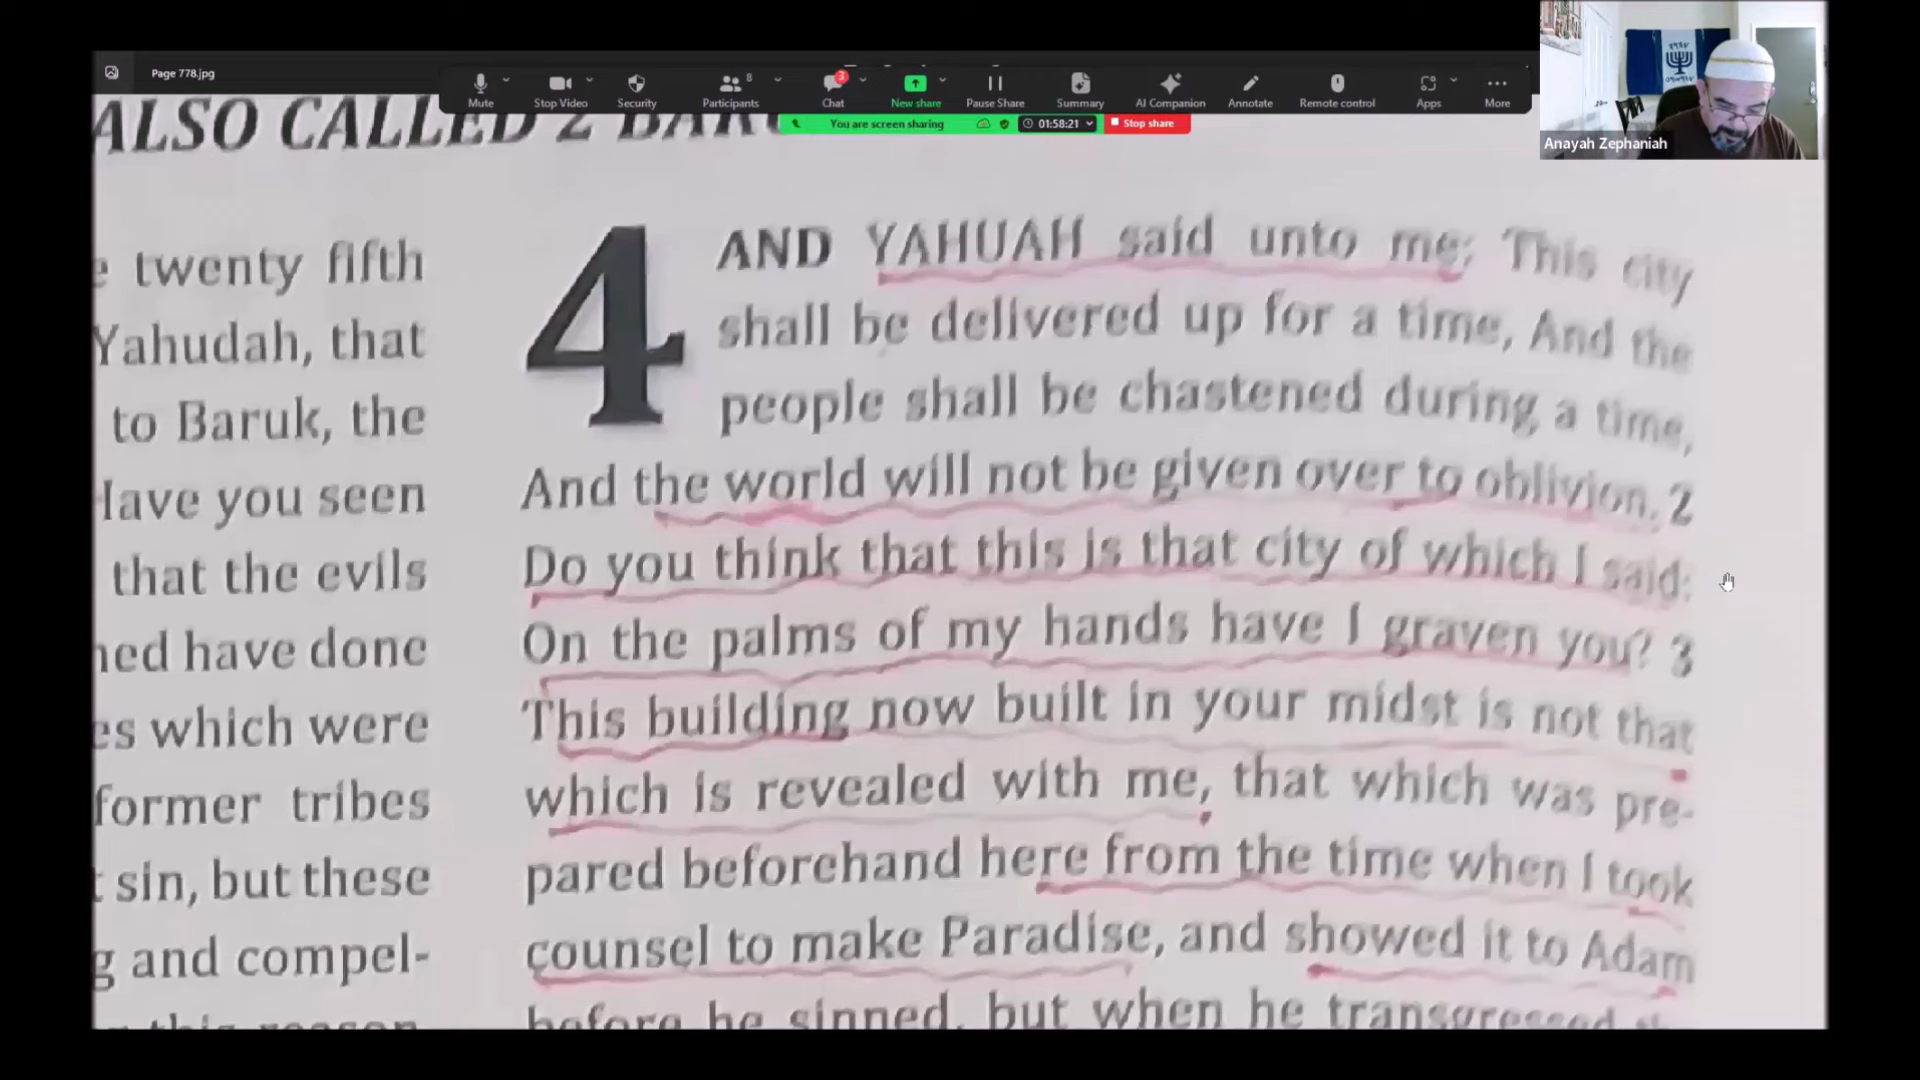 Page 778.jpg
Mute
Stop Video
Security
8
Participants
3
Chat
New share
Pause Share
Summary
AI Companion
Annotate
Remote control
Apps
More
You are screen sharing
01:58:21
Stop share
Anayah Zephaniah
ALSO CALLED 2
twenty fifth
Yahudah, that
to Baruk, the
Have you seen
that the evils
have done
which were
former tribes
sin, but these
and compel-
this reason
4 AND YAHUAH said unto me; This city
shall be delivered up for a time, And the
people shall be chastened during a time,
And the world will not be given over to oblivion. 2
Do you think that this is that city of which I said:
On the palms of my hands have I graven you? 3
This building now built in your midst is not that
which is revealed with me, that which was pre-
pared beforehand here from the time when I took
counsel to make Paradise, and showed it to Adam
before he sinned, but when he transgressed